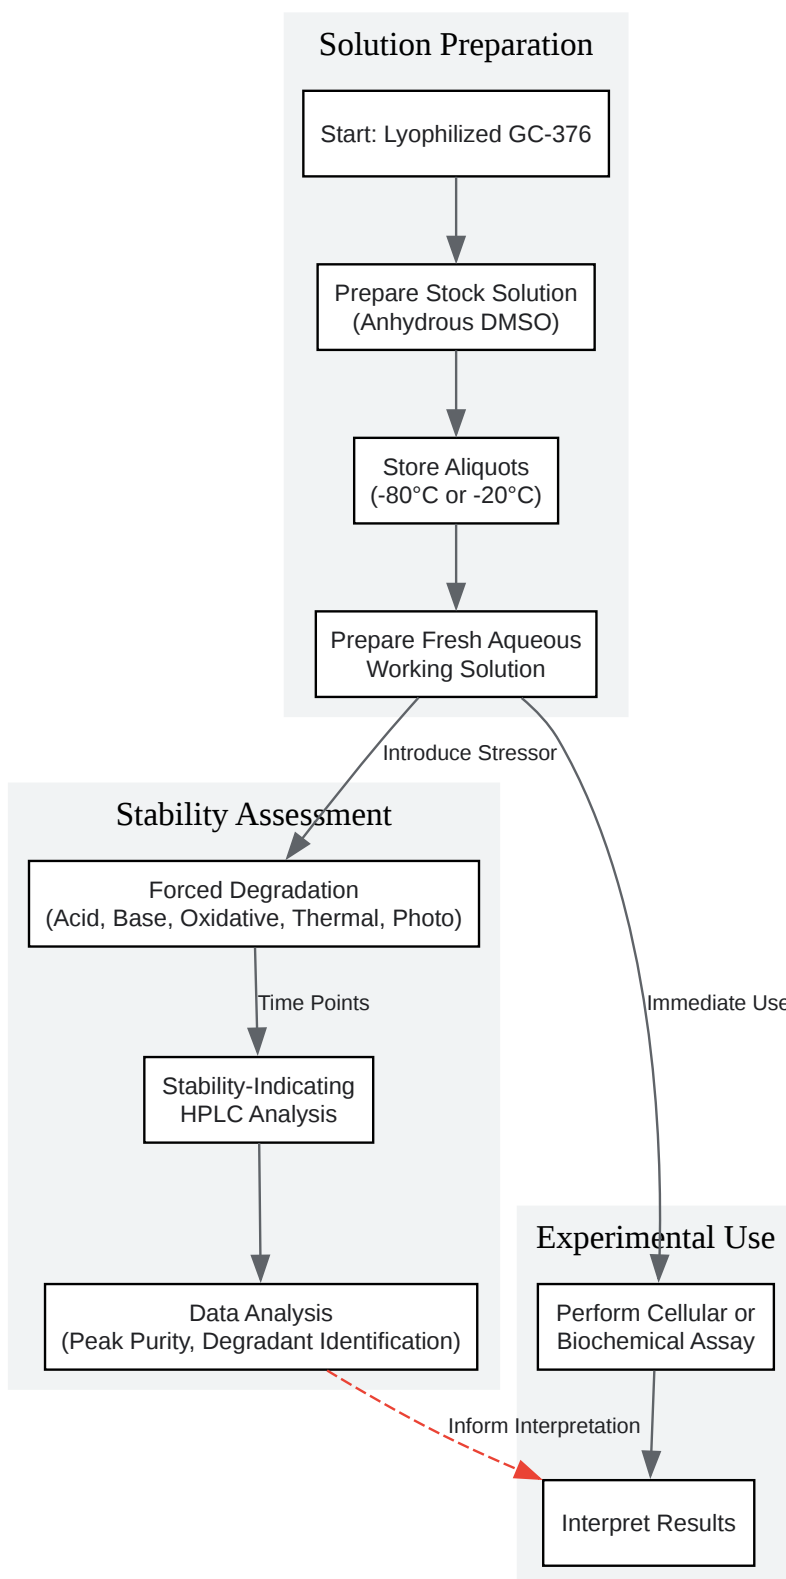 Solution Preparation
Start: Lyophilized GC-376
Prepare Stock Solution
(Anhydrous DMSO)
Store Aliquots
(-80°C or -20°C)
Prepare Fresh Aqueous
Working Solution
Introduce Stressor
Stability Assessment
Forced Degradation
(Acid, Base, Oxidative, Thermal, Photo)
Time Points
Immediate Use
Stability-Indicating
HPLC Analysis
Experimental Use
Data Analysis
(Peak Purity, Degradant Identification)
Perform Cellular or
Biochemical Assay
Inform Interpretation
Interpret Results